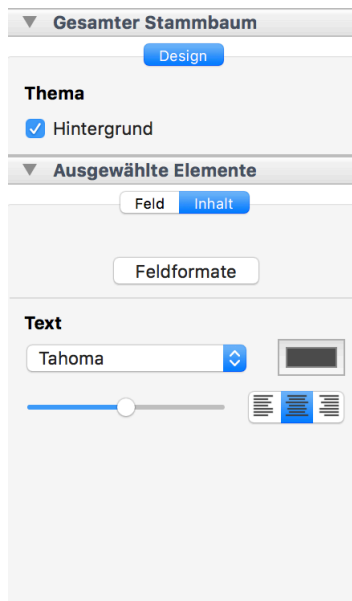 Gesamter Stammbaum
Design
Thema
Hintergrund
Ausgewählte Elemente
Feld Inhalt
Feldformate
Text
Tahoma